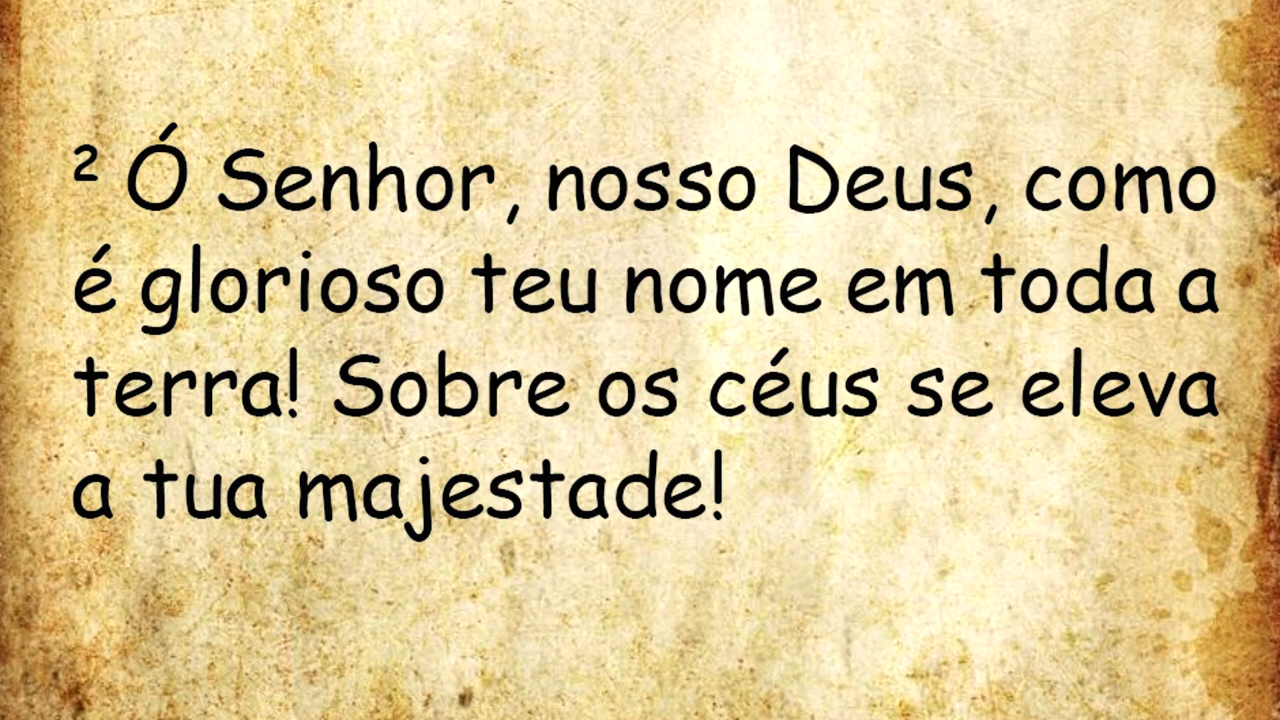 ² Ó Senhor, nosso Deus, como
é glorioso teu nome em toda a
terra! Sobre os céus se eleva
a tua majestade!